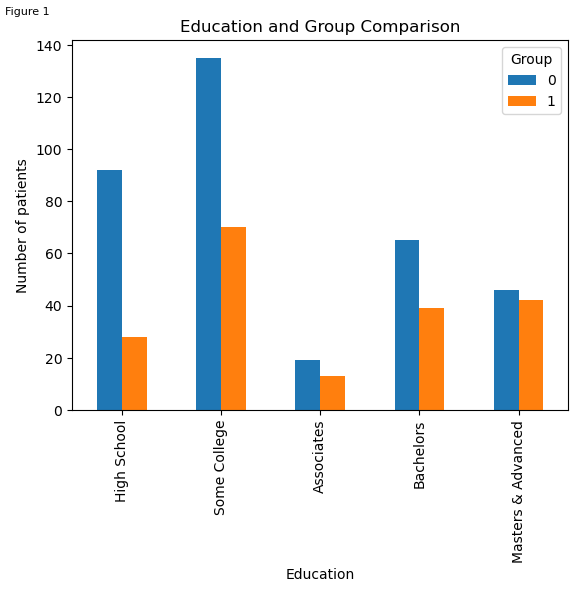 Figure 1
Education and Group Comparison
Group
0
1
140
120
100
80
60
40
20
0
Number of patients
High School
Some College
Associates
Bachelors
Masters & Advanced
Education